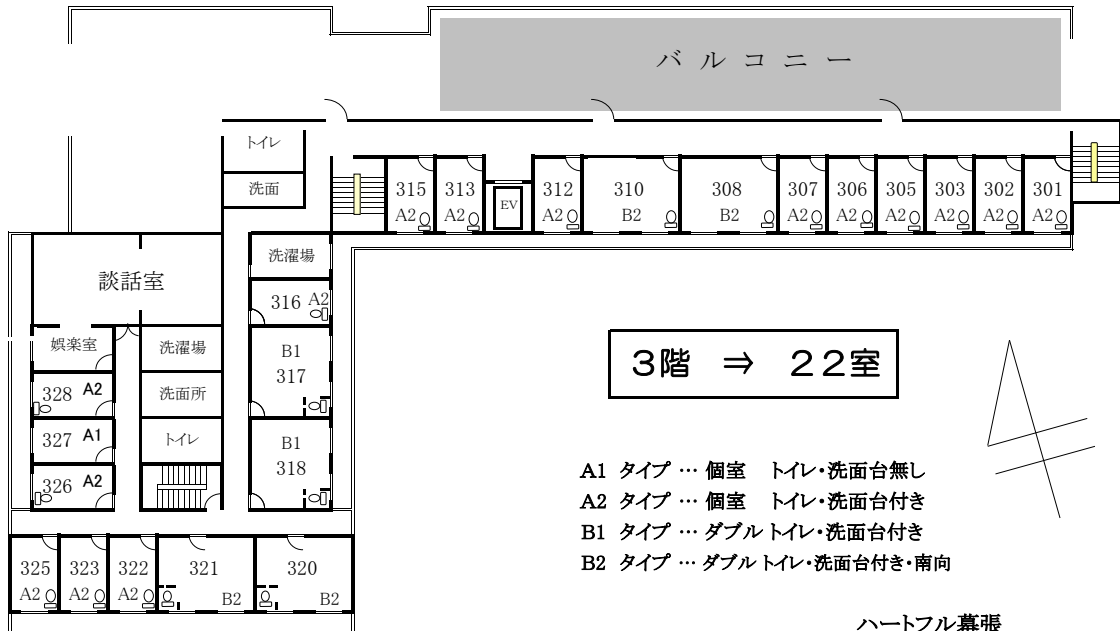 バルコニー
トイレ
洗面
315
A2
313
A2
EV
312
A2
310
B2
308
B2
307
A2
306
A2
305
A2
303
A2
302
A2
301
A2
談話室
洗濯場
316 A2
B1
317
B1
318
娯楽室
328 A2
327 A1
326 A2
洗濯場
洗面所
トイレ
325
A2
323
A2
322
A2
321
B2
320
B2
3階 ⇒ 22室
A1 タイプ … 個室 トイレ・洗面台無し
A2 タイプ … 個室 トイレ・洗面台付き
B1 タイプ … ダブル トイレ・洗面台付き
B2 タイプ … ダブル トイレ・洗面台付き・南向
ハートフル幕張